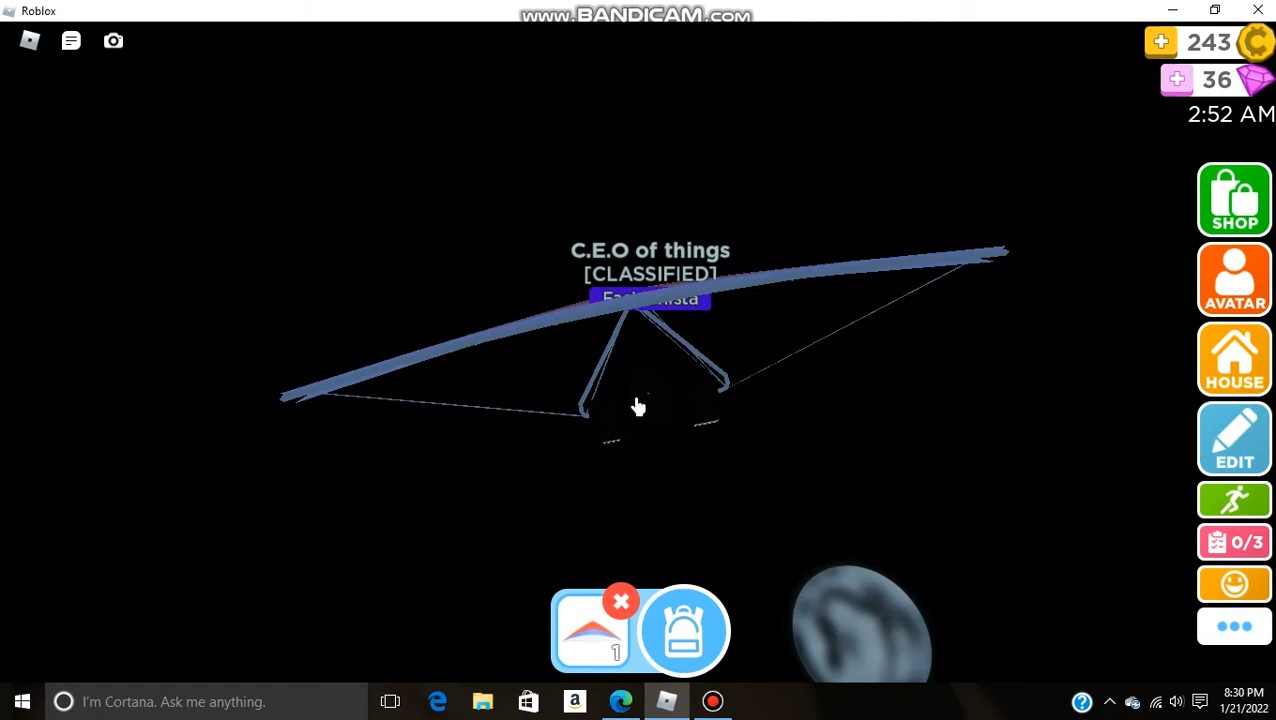 Roblox
www.BANDICAM.com
243
36
2:52 AM
SHOP
C.E.O of things
[CLASSIFIED]
AVATAR
HOUSE
EDIT
0/3
1
I'm Cortana. Ask me anything.
8:30 PM
1/21/2022